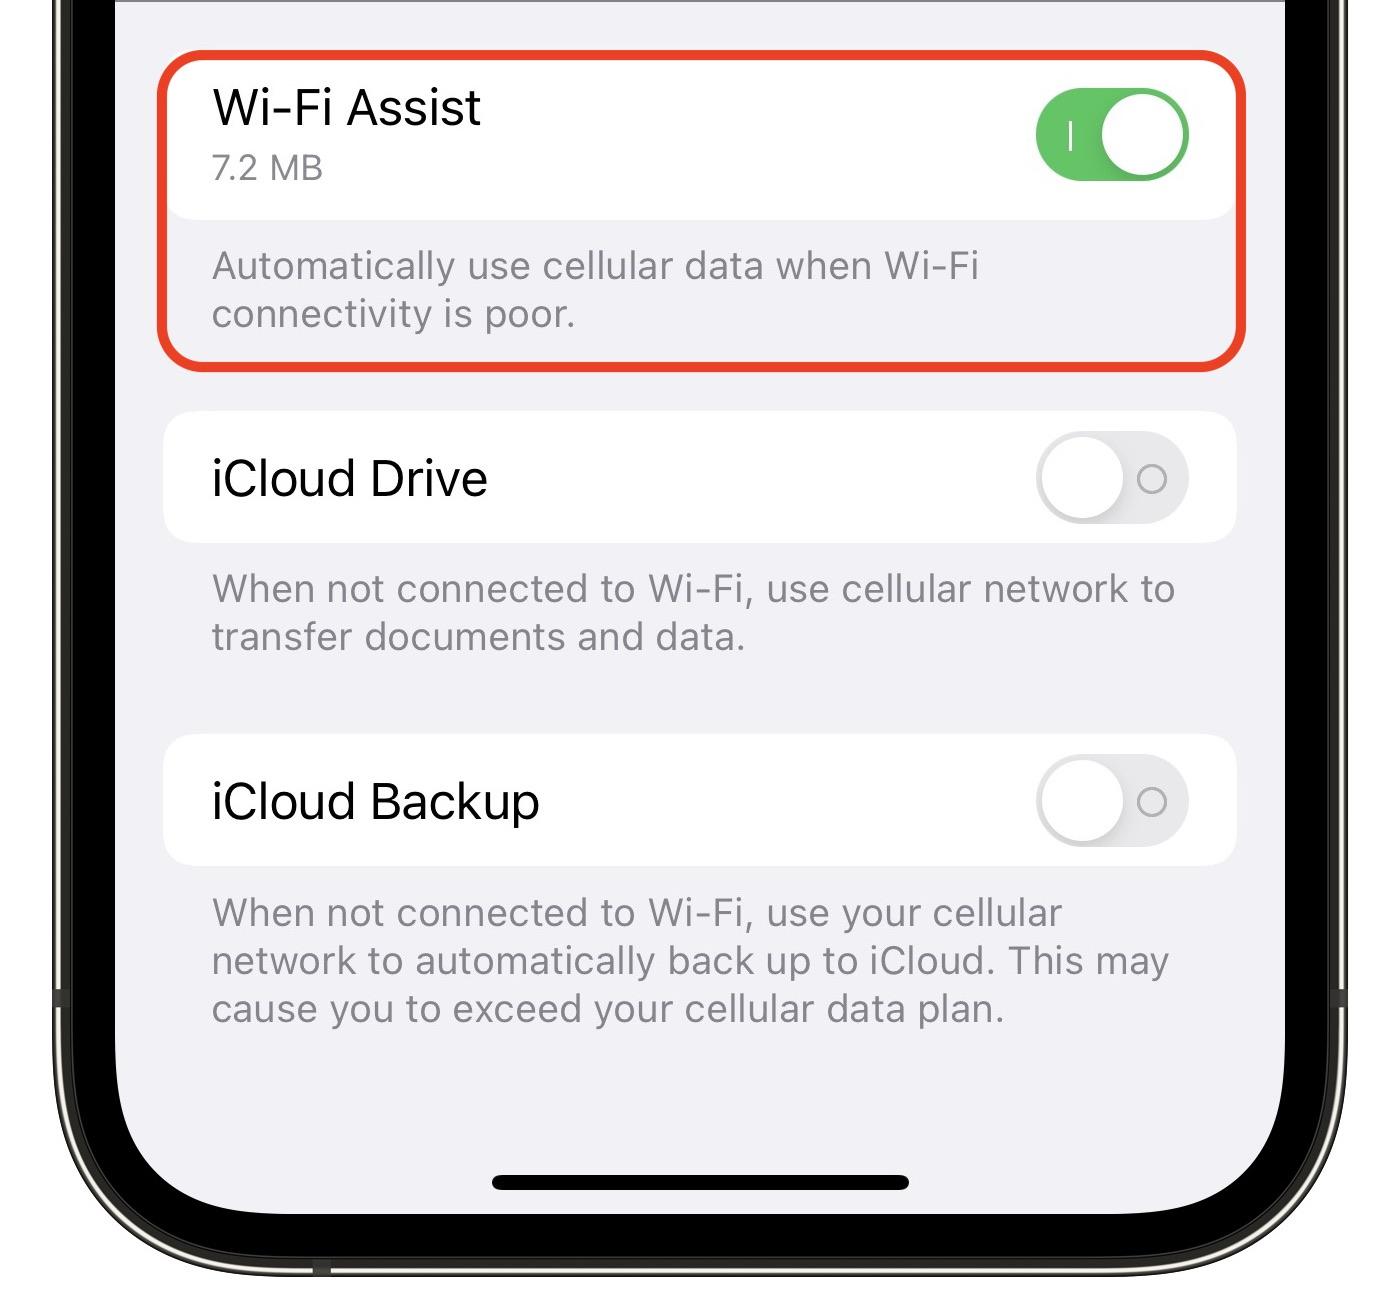 Wi-Fi Assist
7.2 MB
Automatically use cellular data when Wi-Fi
connectivity is poor.
iCloud Drive
When not connected to Wi-Fi, use cellular network to
transfer documents and data.
iCloud Backup
When not connected to Wi-Fi, use your cellular
network to automatically back up to iCloud. This may
cause you to exceed your cellular data plan.